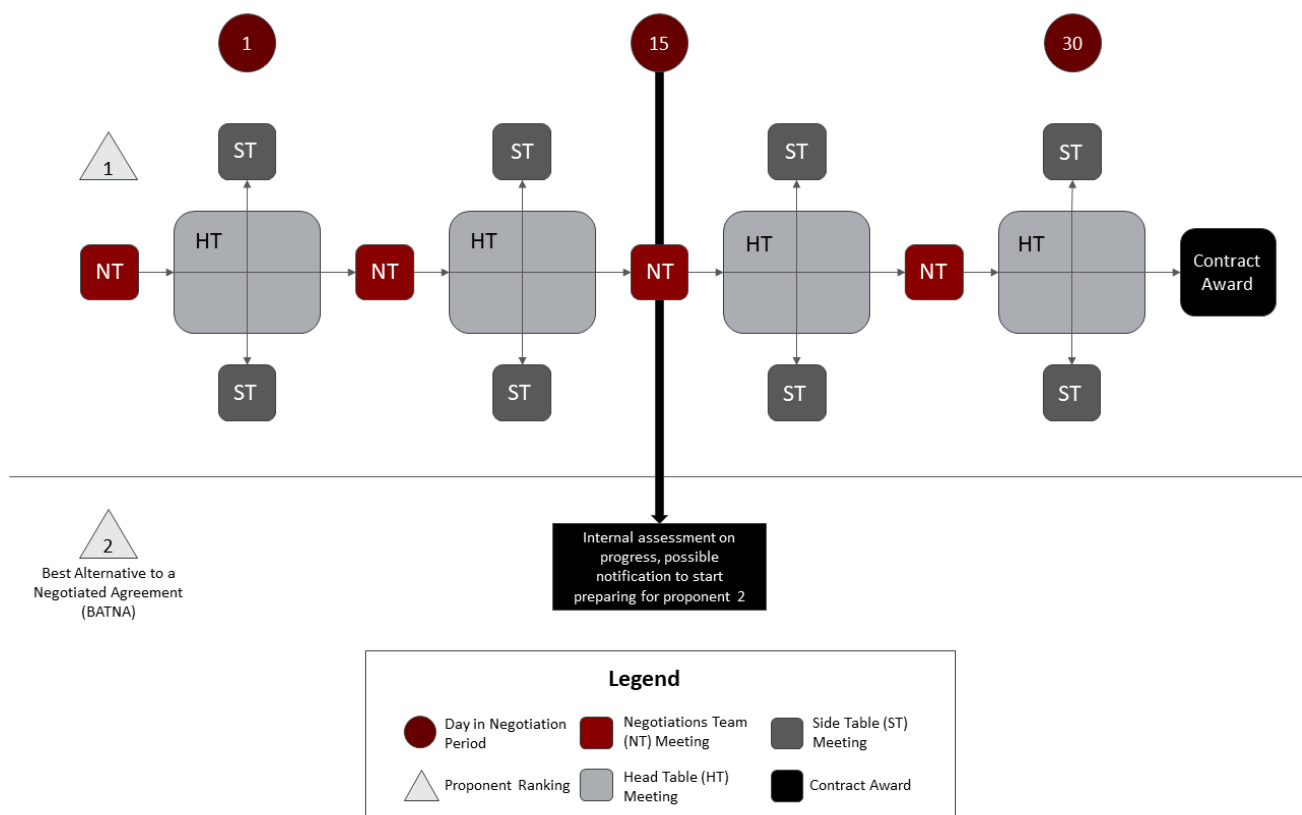 1
15
30
1
ST
ST
ST
ST
HT
HT
HT
HT
NT
NT
NT
NT
Contract
Award
ST
ST
ST
ST
2
Best Alternative to a
Negotiated Agreement
(BATNA)
Internal assessment on
progress, possible
notification to start
preparing for proponent 2
Legend
Day in Negotiation
Period
Negotiations Team
(NT) Meeting
Side Table (ST)
Meeting
Proponent Ranking
Head Table (HT)
Meeting
Contract Award